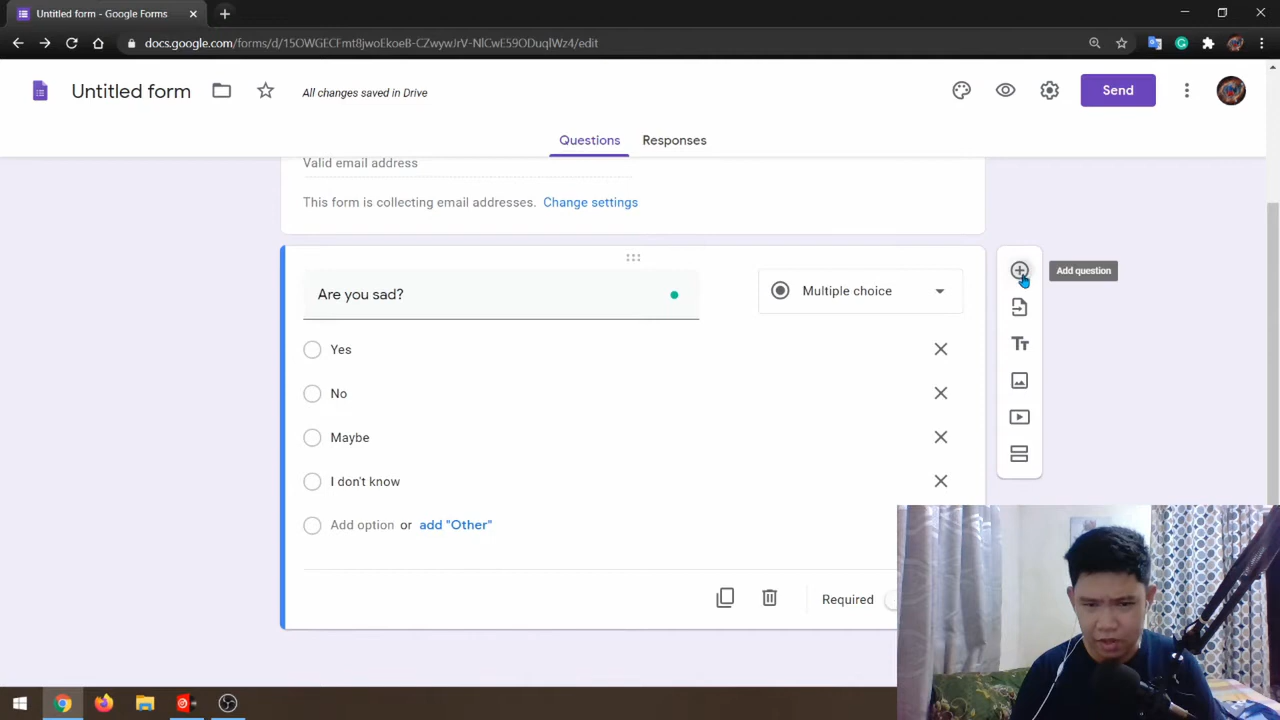 Untitled form - Google Forms
docs.google.com/forms/d/15OWGECFmt8jwoEkoeB-CZwywJrV-NlCwE59ODuqlWz4/edit
Untitled form
All changes saved in Drive
Send
Questions
Responses
Valid email address
This form is collecting email addresses. Change settings
Add question
Are you sad?
Multiple choice
Yes
No
Maybe
I don't know
Add option or add "Other"
Required